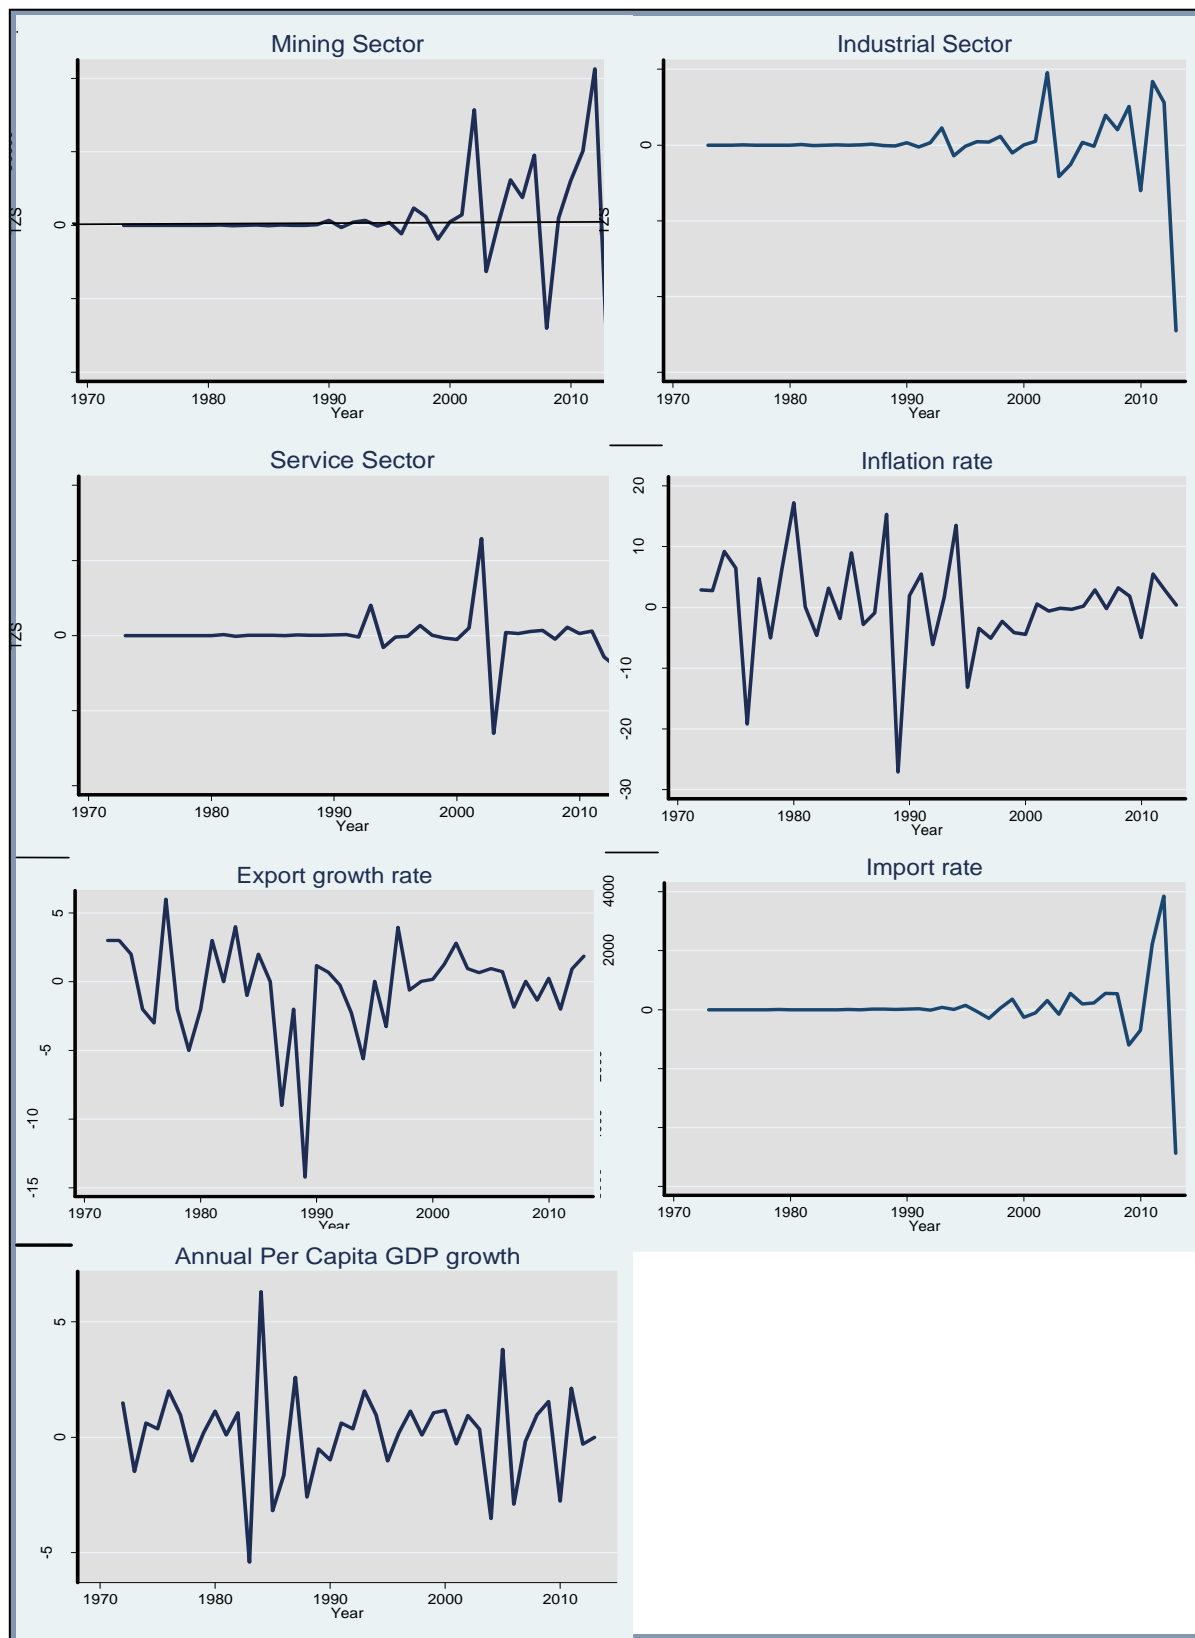 Mining Sector
TZS
0
1970 1980 1990 2000 2010
Year
Industrial Sector
TZS
0
1970 1980 1990 2000 2010
Year
Service Sector
TZS
0
1970 1980 1990 2000 2010
Year
Inflation rate
20
10
0
-10
-20
-30
1970 1980 1990 2000 2010
Year
Export growth rate
5
0
-5
-10
-15
1970 1980 1990 2000 2010
Year
Import rate
4000
2000
0
1970 1980 1990 2000 2010
Year
Annual Per Capita GDP growth
5
0
-5
1970 1980 1990 2000 2010
Year